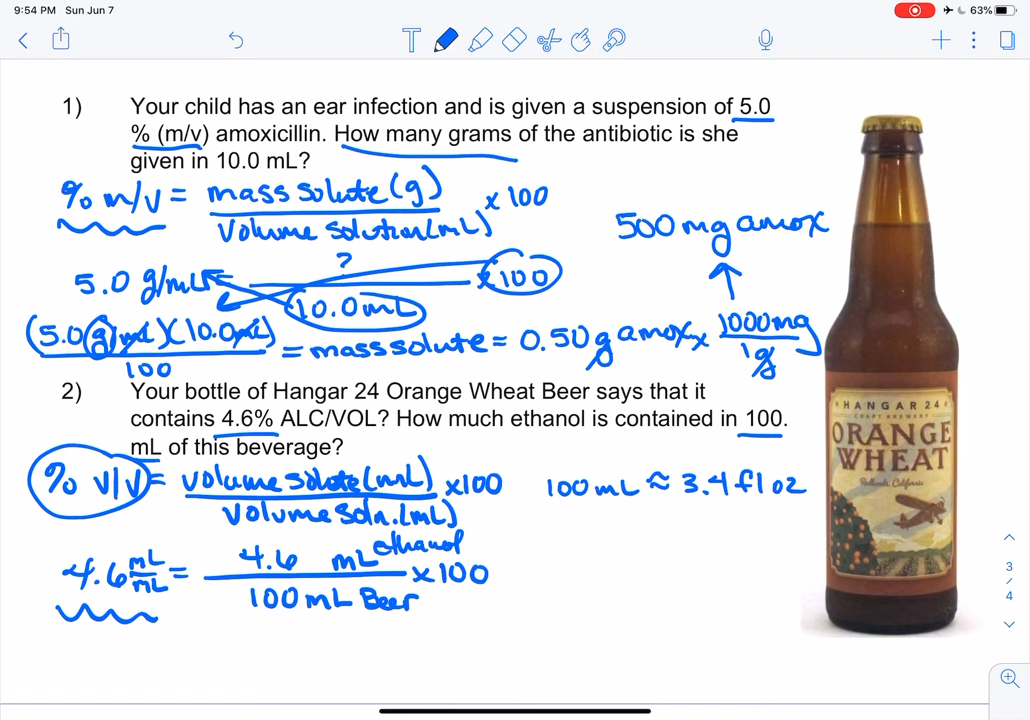 9:54 PM Sun Jun 7
63%
T
1) Your child has an ear infection and is given a suspension of 5.0
% (m/v) amoxicillin. How many grams of the antibiotic is she
given in 10.0 mL?
% m/v = mass solute (g) / Volume solution (mL) × 100
500 mg amox
5.0 g/mL = ? / 10.0 mL × 100
(5.0 g/mL)(10.0 mL) / 100 = mass solute = 0.50 g amox × 1000 mg / 1 g
2) Your bottle of Hangar 24 Orange Wheat Beer says that it
contains 4.6% ALC/VOL? How much ethanol is contained in 100.
mL of this beverage?
% v/v = volume solute (mL) / volume soln. (mL) × 100
100 mL ≈ 3.4 fl oz
4.6 mL/mL = 4.6 mL ethanol / 100 mL Beer × 100
HANGAR 24
CRAFT BREWERY
ORANGE
WHEAT
Redlands, California
3
/
4